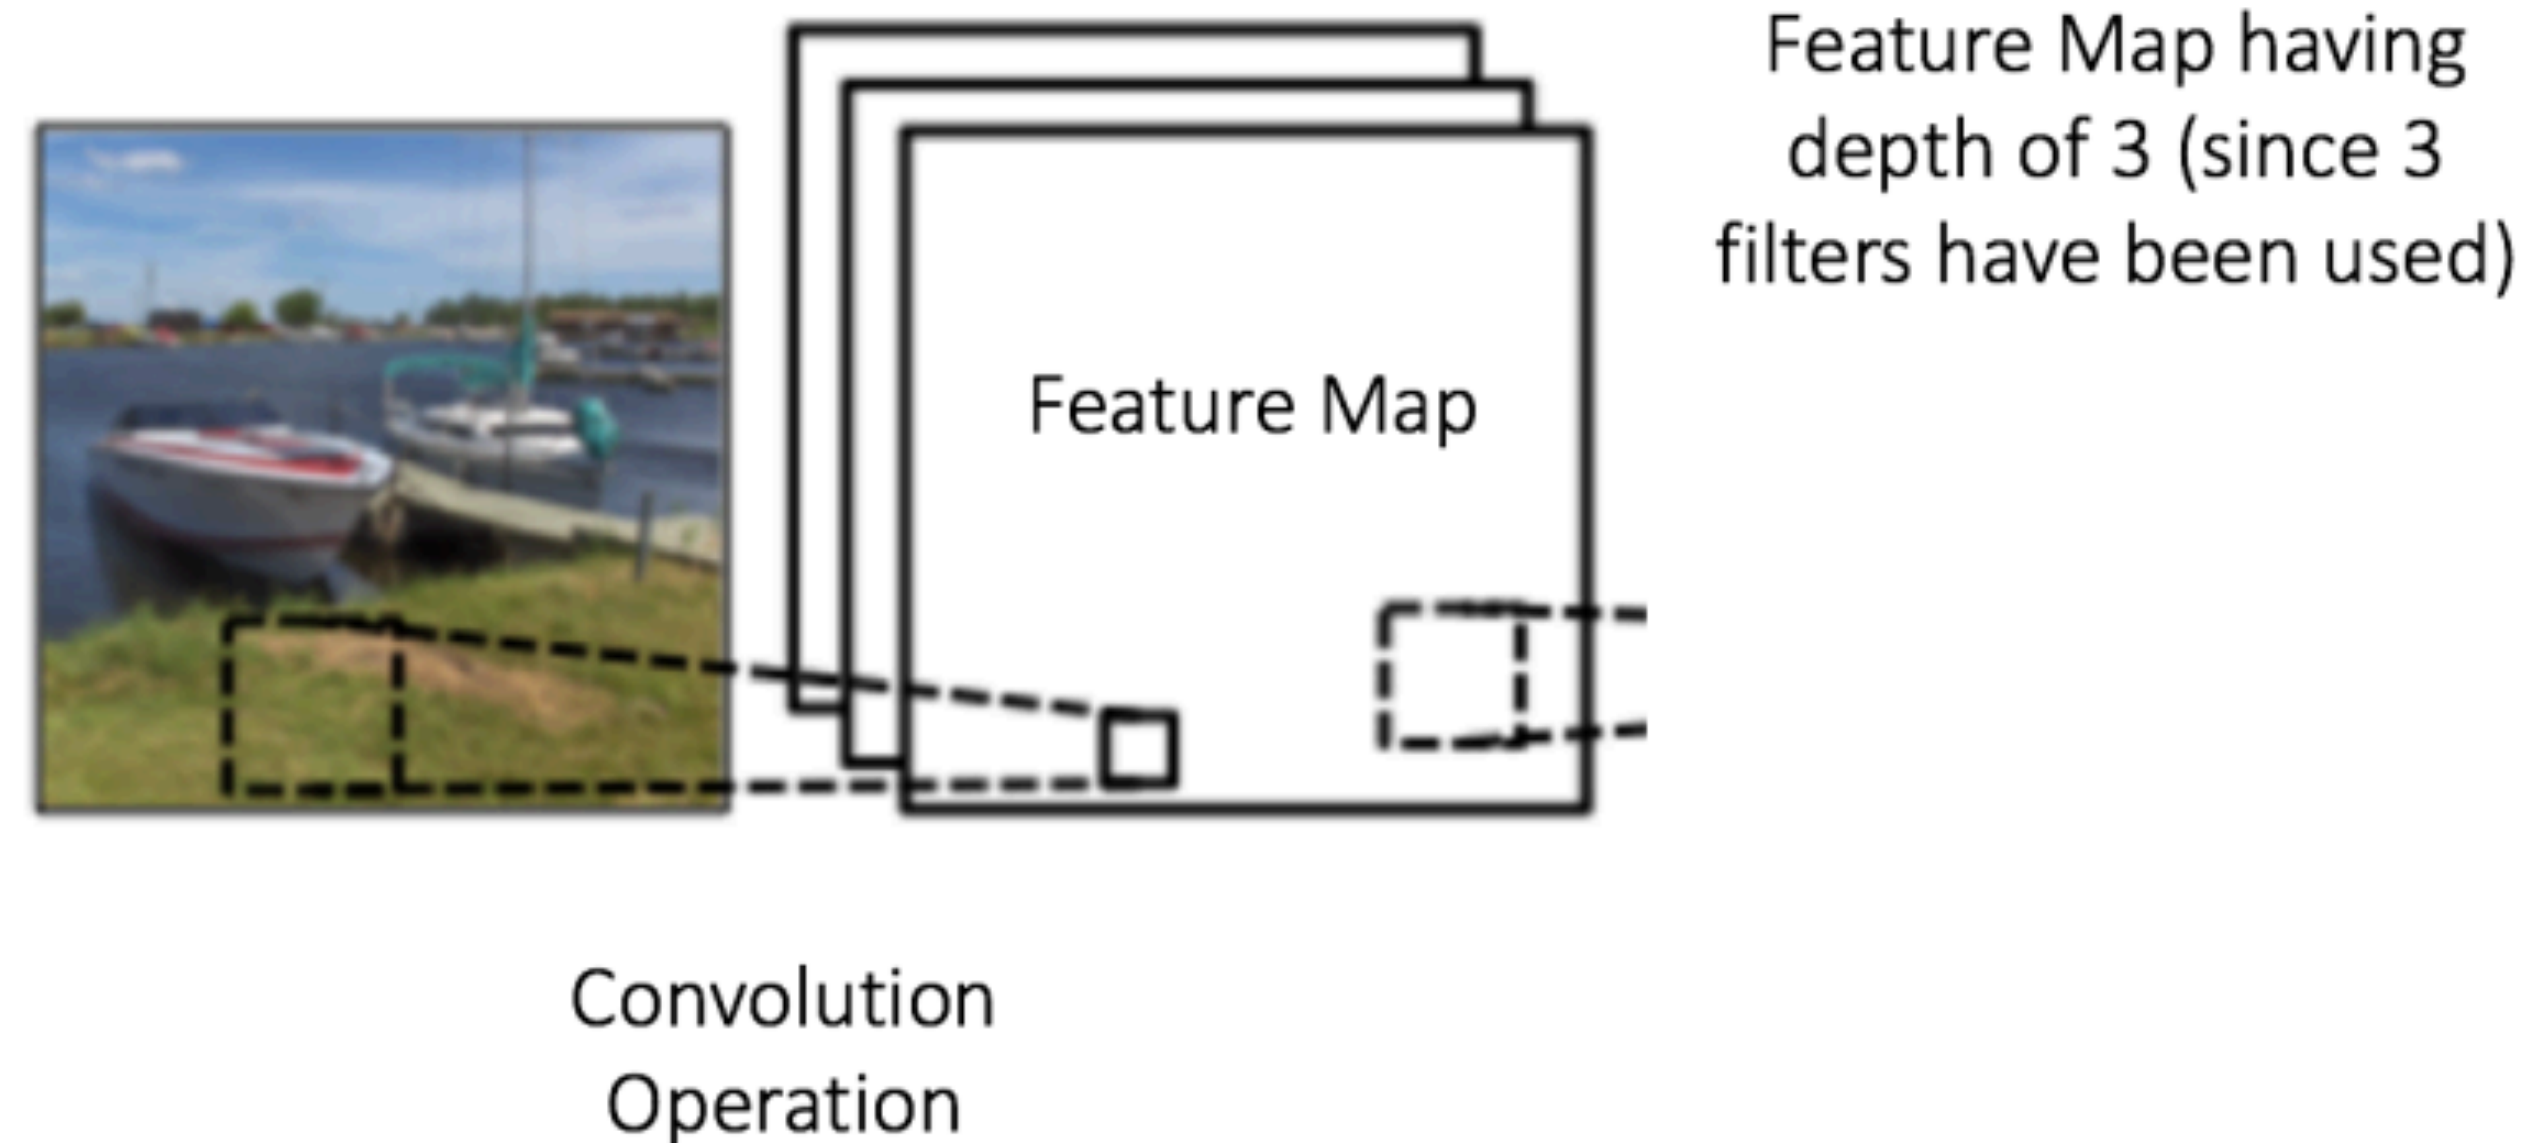 Feature Map having
depth of 3 (since 3
filters have been used)
Feature Map
Convolution
Operation